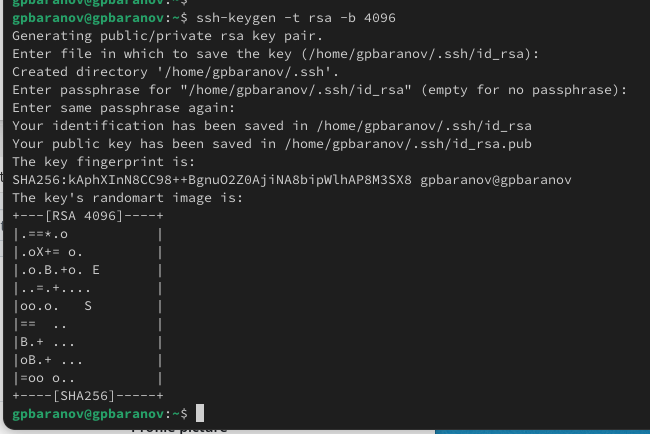 gpbaranov@gpbaranov:~$
gpbaranov@gpbaranov:~$ ssh-keygen -t rsa -b 4096
Generating public/private rsa key pair.
Enter file in which to save the key (/home/gpbaranov/.ssh/id_rsa):
Created directory '/home/gpbaranov/.ssh'.
Enter passphrase for "/home/gpbaranov/.ssh/id_rsa" (empty for no passphrase):
Enter same passphrase again:
Your identification has been saved in /home/gpbaranov/.ssh/id_rsa
Your public key has been saved in /home/gpbaranov/.ssh/id_rsa.pub
The key fingerprint is:
SHA256:kAphXInN8CC98++BgnuO2Z0AjiNA8bipWlhAP8M3SX8 gpbaranov@gpbaranov
The key's randomart image is:
+---[RSA 4096]----+
|.==*.o           |
|.oX+= o.         |
|.o.B.+o. E       |
|..=.+....        |
|oo.o.   S        |
|==  ..           |
|B.+ ...          |
|oB.+ ...         |
|=oo o..          |
+----[SHA256]-----+
gpbaranov@gpbaranov:~$
Profile picture